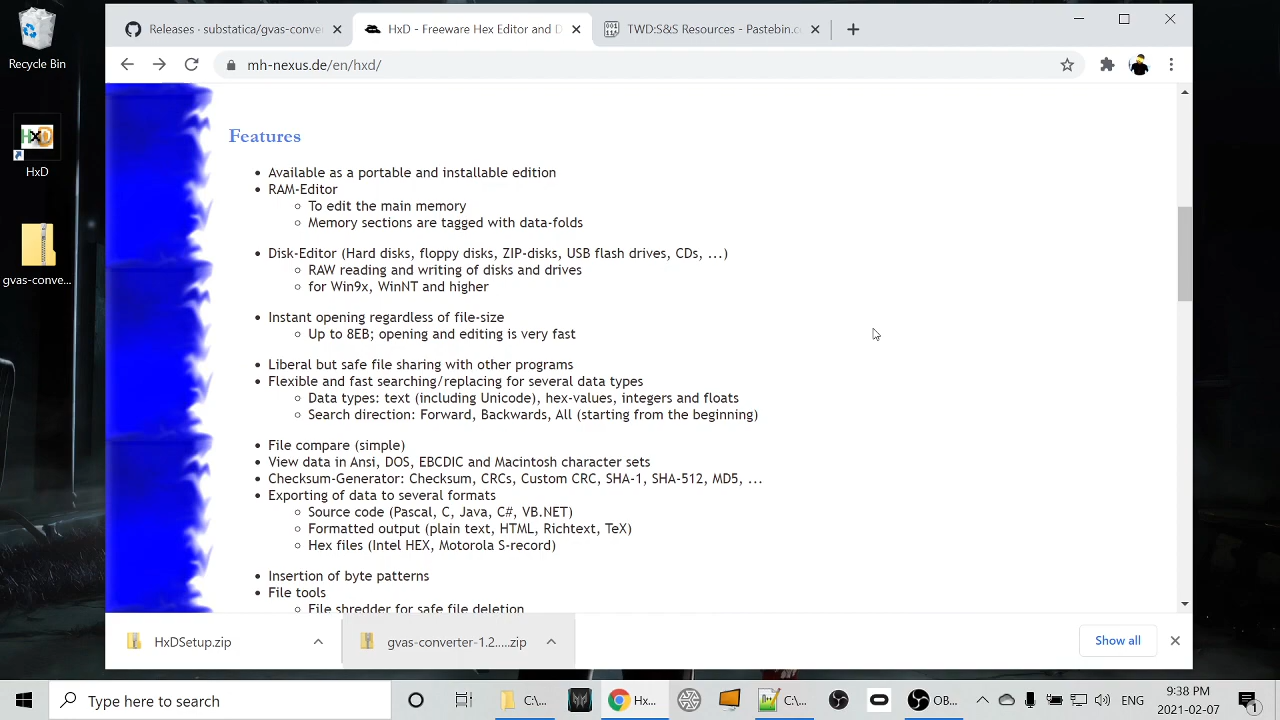 Recycle Bin
HxD
gvas-conve...
Releases · substatica/gvas-conve
HxD - Freeware Hex Editor and D
TWD:S&S Resources - Pastebin.c
mh-nexus.de/en/hxd/
Features
Available as a portable and installable edition
RAM-Editor
To edit the main memory
Memory sections are tagged with data-folds
Disk-Editor (Hard disks, floppy disks, ZIP-disks, USB flash drives, CDs, ...)
RAW reading and writing of disks and drives
for Win9x, WinNT and higher
Instant opening regardless of file-size
Up to 8EB; opening and editing is very fast
Liberal but safe file sharing with other programs
Flexible and fast searching/replacing for several data types
Data types: text (including Unicode), hex-values, integers and floats
Search direction: Forward, Backwards, All (starting from the beginning)
File compare (simple)
View data in Ansi, DOS, EBCDIC and Macintosh character sets
Checksum-Generator: Checksum, CRCs, Custom CRC, SHA-1, SHA-512, MD5, ...
Exporting of data to several formats
Source code (Pascal, C, Java, C#, VB.NET)
Formatted output (plain text, HTML, Richtext, TeX)
Hex files (Intel HEX, Motorola S-record)
Insertion of byte patterns
File tools
File shredder for safe file deletion
HxDSetup.zip
gvas-converter-1.2.....zip
Show all
Type here to search
C:\...
Hx...
C:\...
OB...
ENG
9:38 PM
2021-02-07
1